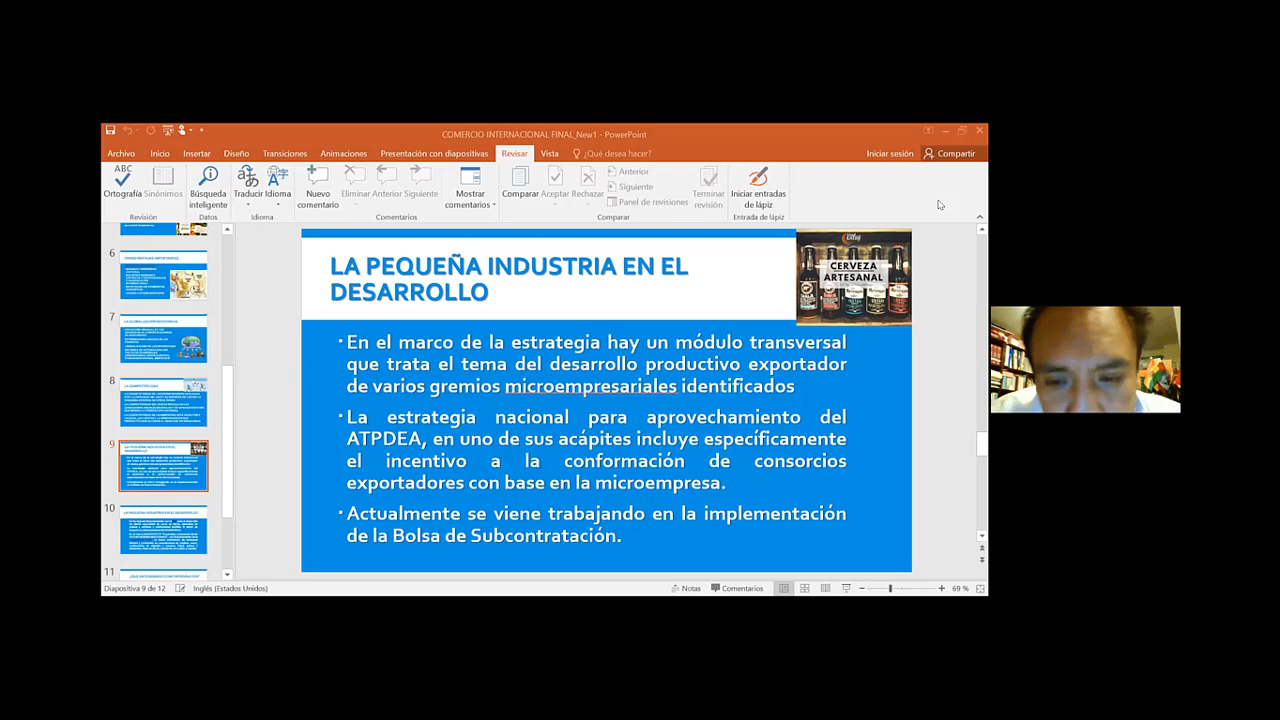 COMERCIO INTERNACIONAL FINAL_New1 - PowerPoint
Archivo Inicio Insertar Diseño Transiciones Animaciones Presentación con diapositivas Revisar Vista ¿Qué desea hacer? Iniciar sesión Compartir
ABC
Ortografía Sinónimos
Búsqueda
inteligente
Traducir Idioma
Nuevo
comentario
Eliminar Anterior Siguiente
Mostrar
comentarios
Comparar Aceptar Rechazar
Anterior
Siguiente
Panel de revisiones
Terminar
revisión
Iniciar entradas
de lápiz
Revisión Datos Idioma Comentarios Comparar Entrada de lápiz
6
7
8
9
10
11
LA PEQUEÑA INDUSTRIA EN EL
DESARROLLO
CERVEZA
ARTESANAL
· En el marco de la estrategia hay un módulo transversal
que trata el tema del desarrollo productivo exportador
de varios gremios microempresariales identificados
· La estrategia nacional para aprovechamiento del
ATPDEA, en uno de sus acápites incluye específicamente
el incentivo a la conformación de consorcios
exportadores con base en la microempresa.
· Actualmente se viene trabajando en la implementación
de la Bolsa de Subcontratación.
Diapositiva 9 de 12 Inglés (Estados Unidos) Notas Comentarios 69 %